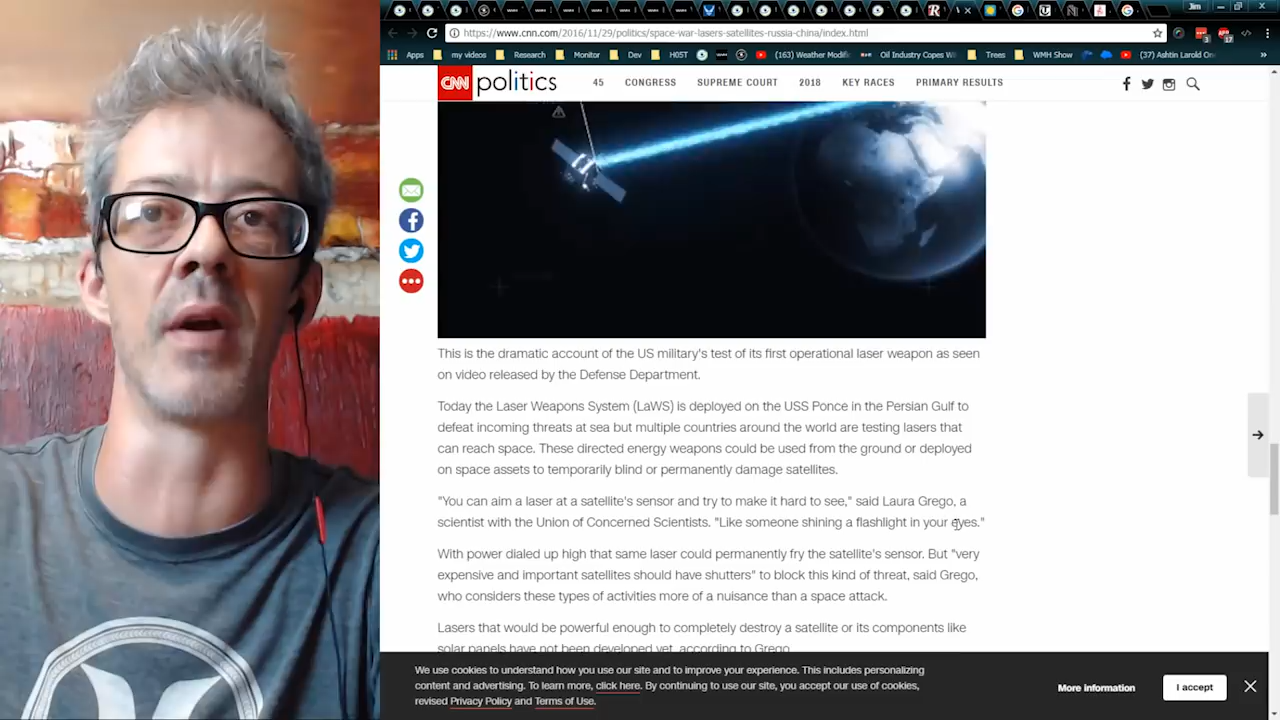 Jim
https://www.cnn.com/2016/11/29/politics/space-war-lasers-satellites-russia-china/index.html
Apps my videos Research Monitor Dev H05T (163) Weather Modifi Oil Industry Copes W Trees WMH Show (37) Ashtin Larold On
CNN politics 45 CONGRESS SUPREME COURT 2018 KEY RACES PRIMARY RESULTS
This is the dramatic account of the US military's test of its first operational laser weapon as seen
on video released by the Defense Department.
Today the Laser Weapons System (LaWS) is deployed on the USS Ponce in the Persian Gulf to
defeat incoming threats at sea but multiple countries around the world are testing lasers that
can reach space. These directed energy weapons could be used from the ground or deployed
on space assets to temporarily blind or permanently damage satellites.
"You can aim a laser at a satellite's sensor and try to make it hard to see," said Laura Grego, a
scientist with the Union of Concerned Scientists. "Like someone shining a flashlight in your eyes."
With power dialed up high that same laser could permanently fry the satellite's sensor. But "very
expensive and important satellites should have shutters" to block this kind of threat, said Grego,
who considers these types of activities more of a nuisance than a space attack.
Lasers that would be powerful enough to completely destroy a satellite or its components like
solar panels have not been developed yet, according to Grego.
We use cookies to understand how you use our site and to improve your experience. This includes personalizing
content and advertising. To learn more, click here. By continuing to use our site, you accept our use of cookies,
revised Privacy Policy and Terms of Use.
More information
I accept